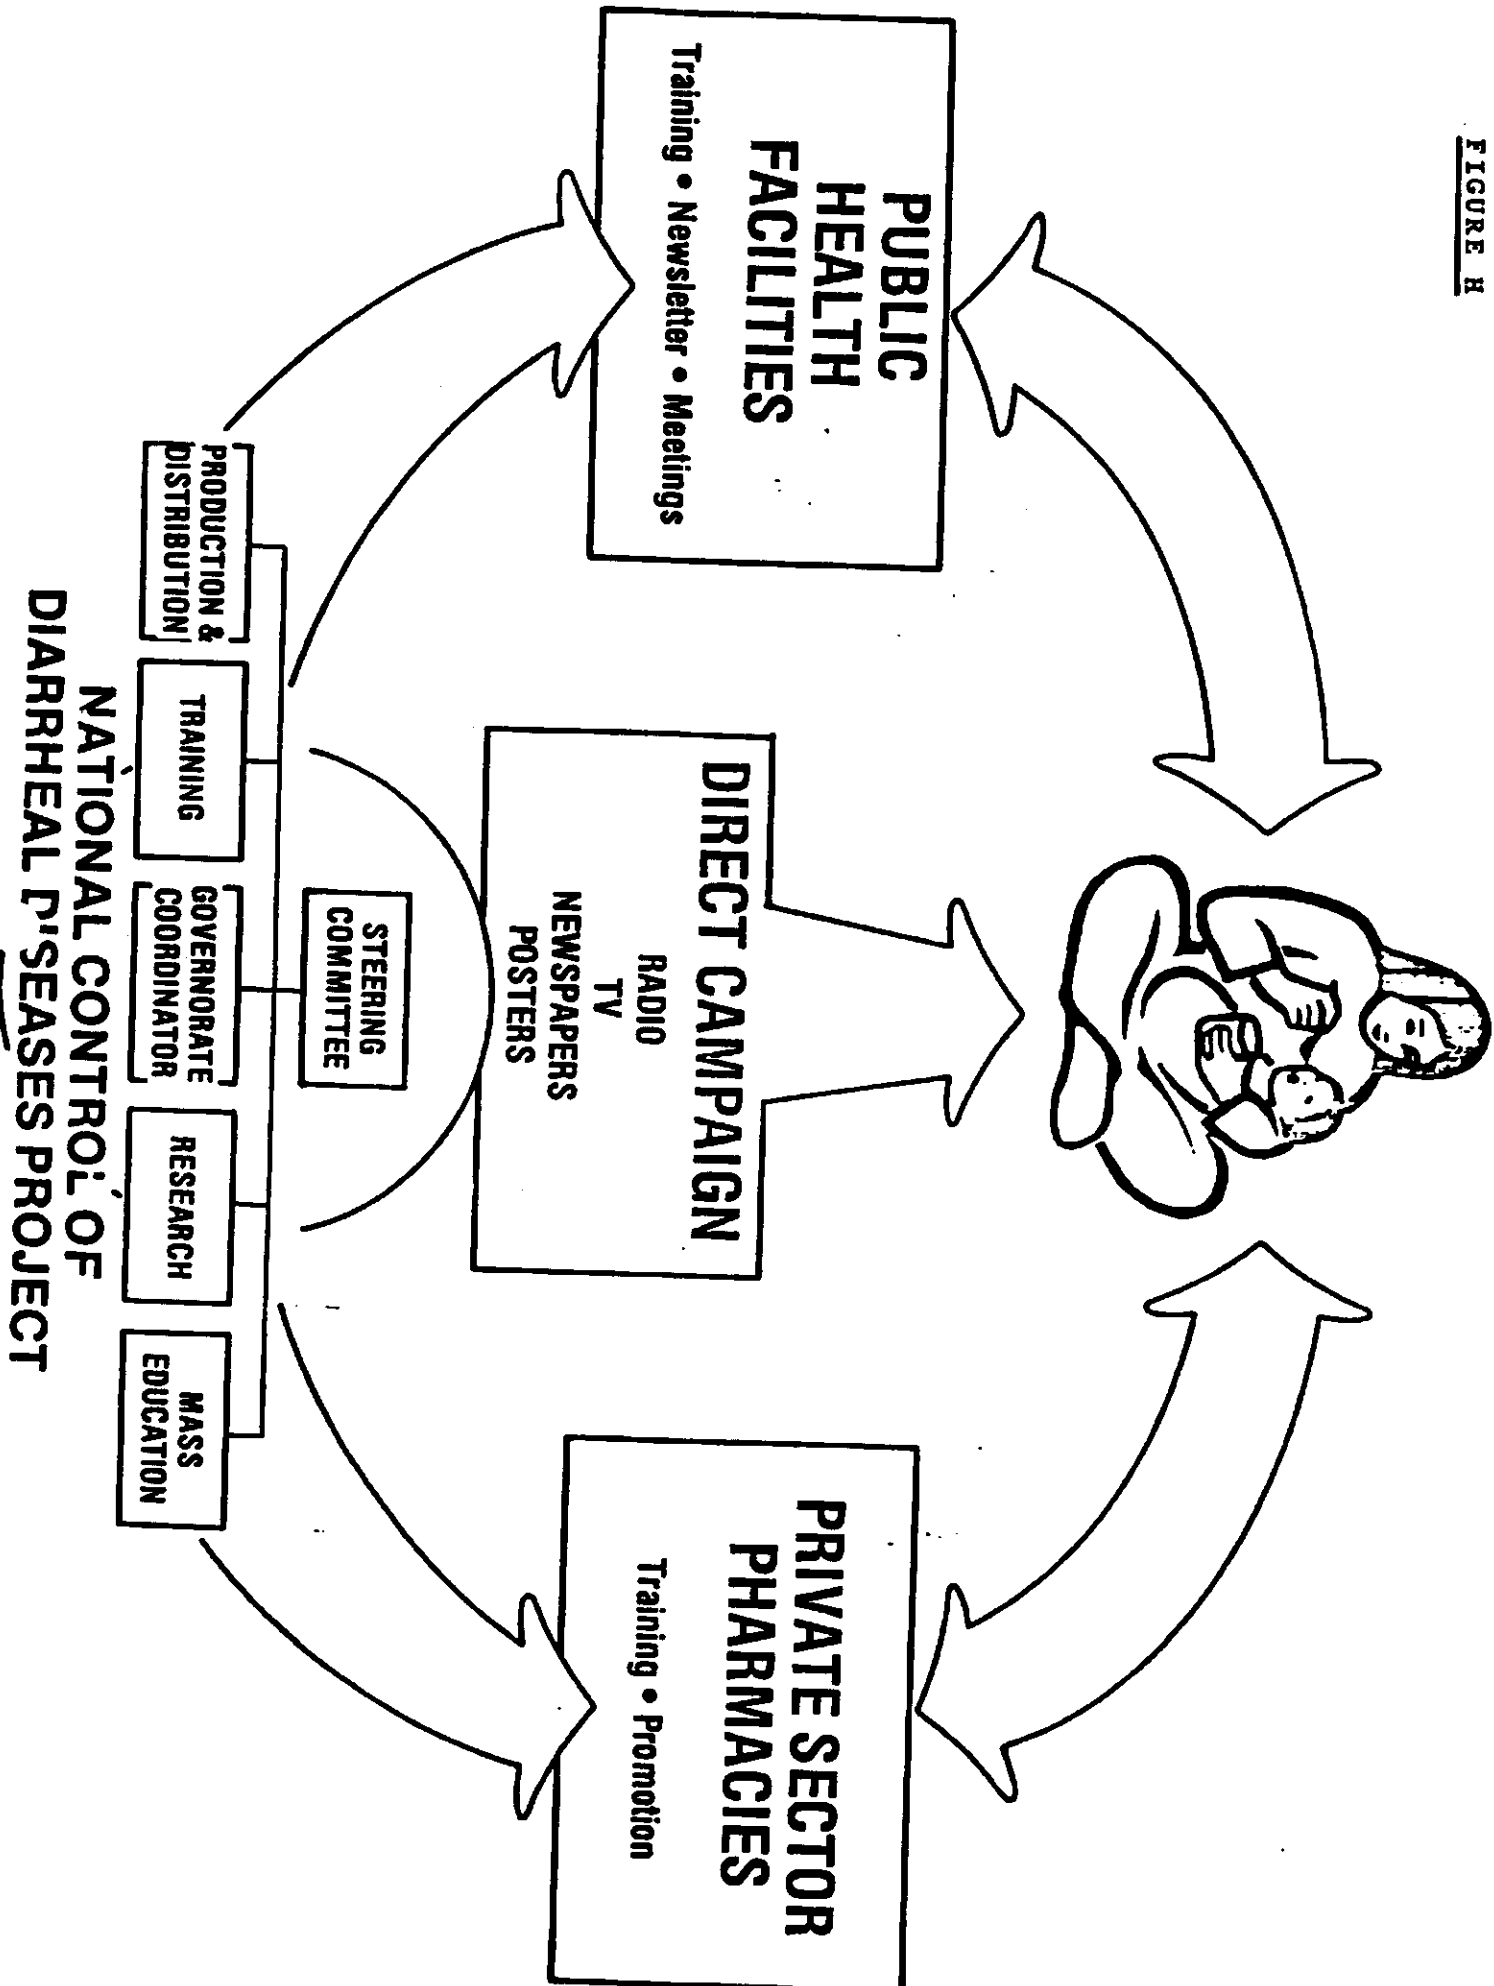 FIGURE H
PUBLIC
HEALTH
FACILITIES
Training • Newsletter • Meetings
DIRECT CAMPAIGN
RADIO
TV
NEWSPAPERS
POSTERS
PRIVATE SECTOR
PHARMACIES
Training • Promotion
STEERING
COMMITTEE
PRODUCTION &
DISTRIBUTION
TRAINING
GOVERNORATE
COORDINATOR
RESEARCH
MASS
EDUCATION
NATIONAL CONTROL OF
DIARRHEAL D'SEASES PROJECT